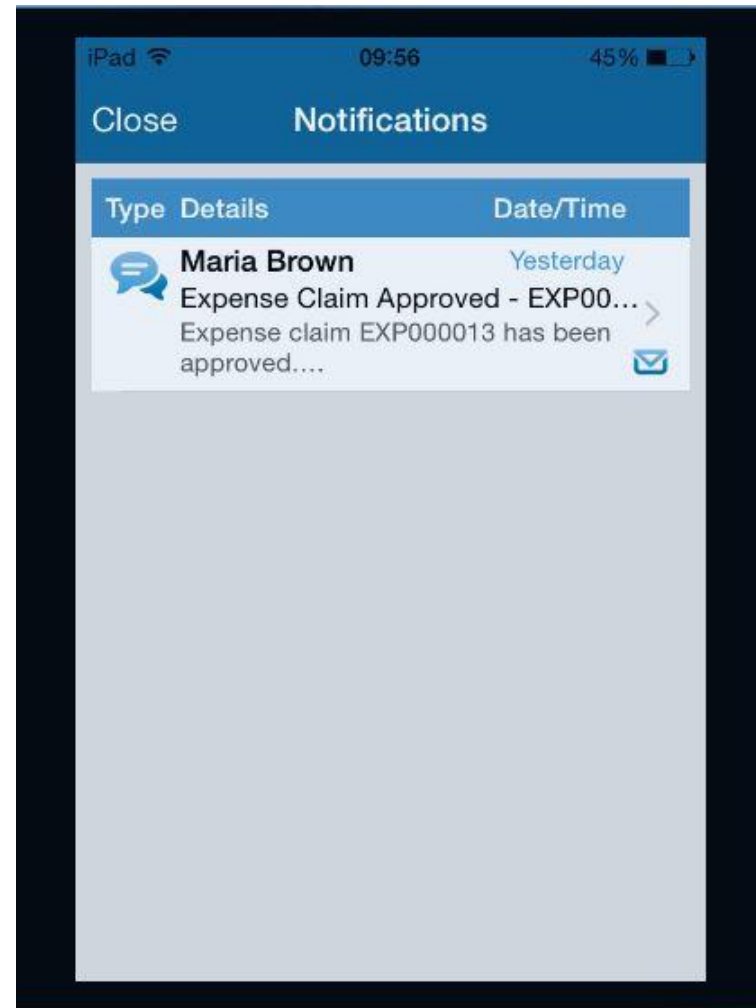 iPad 09:56 45%
Close Notifications
Type Details Date/Time
Maria Brown Yesterday
Expense Claim Approved - EXP00...
Expense claim EXP000013 has been
approved....